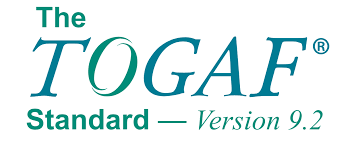 The
TOGAF®
Standard — Version 9.2